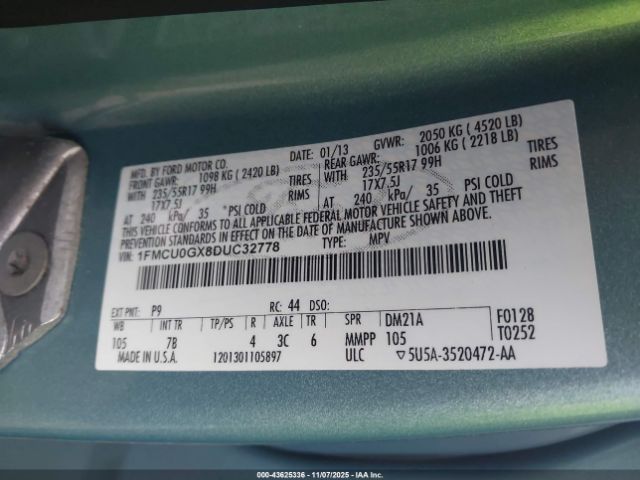 MFD. BY FORD MOTOR CO.
DATE: 01/13
GVWR: 2050 KG ( 4520 LB)
FRONT GAWR: 1098 KG ( 2420 LB)
REAR GAWR: 1006 KG ( 2218 LB)
WITH 235/55R17 99H TIRES
WITH 235/55R17 99H TIRES
17X7.5J RIMS
17X7.5J RIMS
AT 240 kPa/ 35 PSI COLD
AT 240 kPa/ 35 PSI COLD
THIS VEHICLE CONFORMS TO ALL APPLICABLE FEDERAL MOTOR VEHICLE SAFETY AND THEFT
PREVENTION STANDARDS IN EFFECT ON THE DATE OF MANUFACTURE SHOWN ABOVE.
VIN: 1FMCU0GX8DUC32778
TYPE: MPV
EXT PNT: P9 RC: 44 DSO:
WB INT TR TP/PS R AXLE TR SPR DM21A F0128
105 7B 4 3C 6 MMPP 105 T0252
MADE IN U.S.A. 1201301105897 ULC ▽5U5A-3520472-AA
000-43625336 - 11/07/2025 - IAA, Inc.